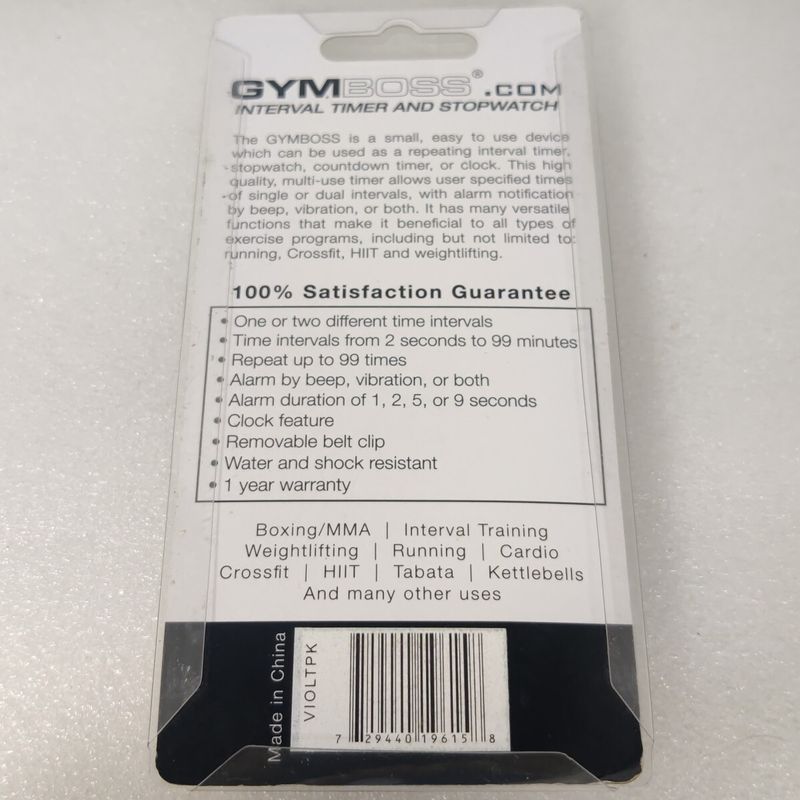 GYMBOSS® .COM
INTERVAL TIMER AND STOPWATCH
The GYMBOSS is a small, easy to use device
which can be used as a repeating interval timer,
stopwatch, countdown timer, or clock. This high
quality, multi-use timer allows user specified times
of single or dual intervals, with alarm notification
by beep, vibration, or both. It has many versatile
functions that make it beneficial to all types of
exercise programs, including but not limited to:
running, Crossfit, HIIT and weightlifting.
100% Satisfaction Guarantee
• One or two different time intervals
• Time intervals from 2 seconds to 99 minutes
• Repeat up to 99 times
• Alarm by beep, vibration, or both
• Alarm duration of 1, 2, 5, or 9 seconds
• Clock feature
• Removable belt clip
• Water and shock resistant
• 1 year warranty
Boxing/MMA | Interval Training
Weightlifting | Running | Cardio
Crossfit | HIIT | Tabata | Kettlebells
And many other uses
Made in China
VIOLTPK
7 29440 19615 8